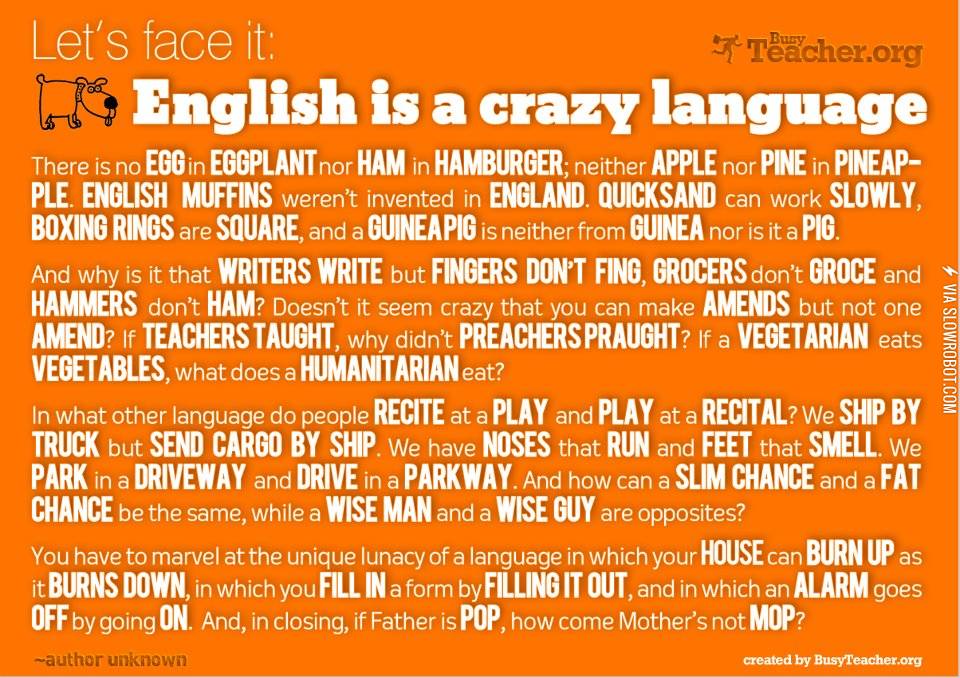 Let's face it:
Busy
Teacher.org
English is a crazy language
There is no EGG in EGGPLANT nor HAM in HAMBURGER; neither APPLE nor PINE in PINEAP-
PLE. ENGLISH MUFFINS weren't invented in ENGLAND. QUICKSAND can work SLOWLY,
BOXING RINGS are SQUARE, and a GUINEA PIG is neither from GUINEA nor is it a PIG.
And why is it that WRITERS WRITE but FINGERS DON'T FING, GROCERS don't GROCE and
HAMMERS don't HAM? Doesn't it seem crazy that you can make AMENDS but not one
AMEND? If TEACHERS TAUGHT, why didn't PREACHERS PRAUGHT? If a VEGETARIAN eats
VEGETABLES, what does a HUMANITARIAN eat?
In what other language do people RECITE at a PLAY and PLAY at a RECITAL? We SHIP BY
TRUCK but SEND CARGO BY SHIP. We have NOSES that RUN and FEET that SMELL. We
PARK in a DRIVEWAY and DRIVE in a PARKWAY. And how can a SLIM CHANCE and a FAT
CHANCE be the same, while a WISE MAN and a WISE GUY are opposites?
You have to marvel at the unique lunacy of a language in which your HOUSE can BURN UP as
it BURNS DOWN, in which you FILL IN a form by FILLING IT OUT, and in which an ALARM goes
OFF by going ON. And, in closing, if Father is POP, how come Mother's not MOP?
~author unknown
created by BusyTeacher.org
VIA SLOWROBOT.COM